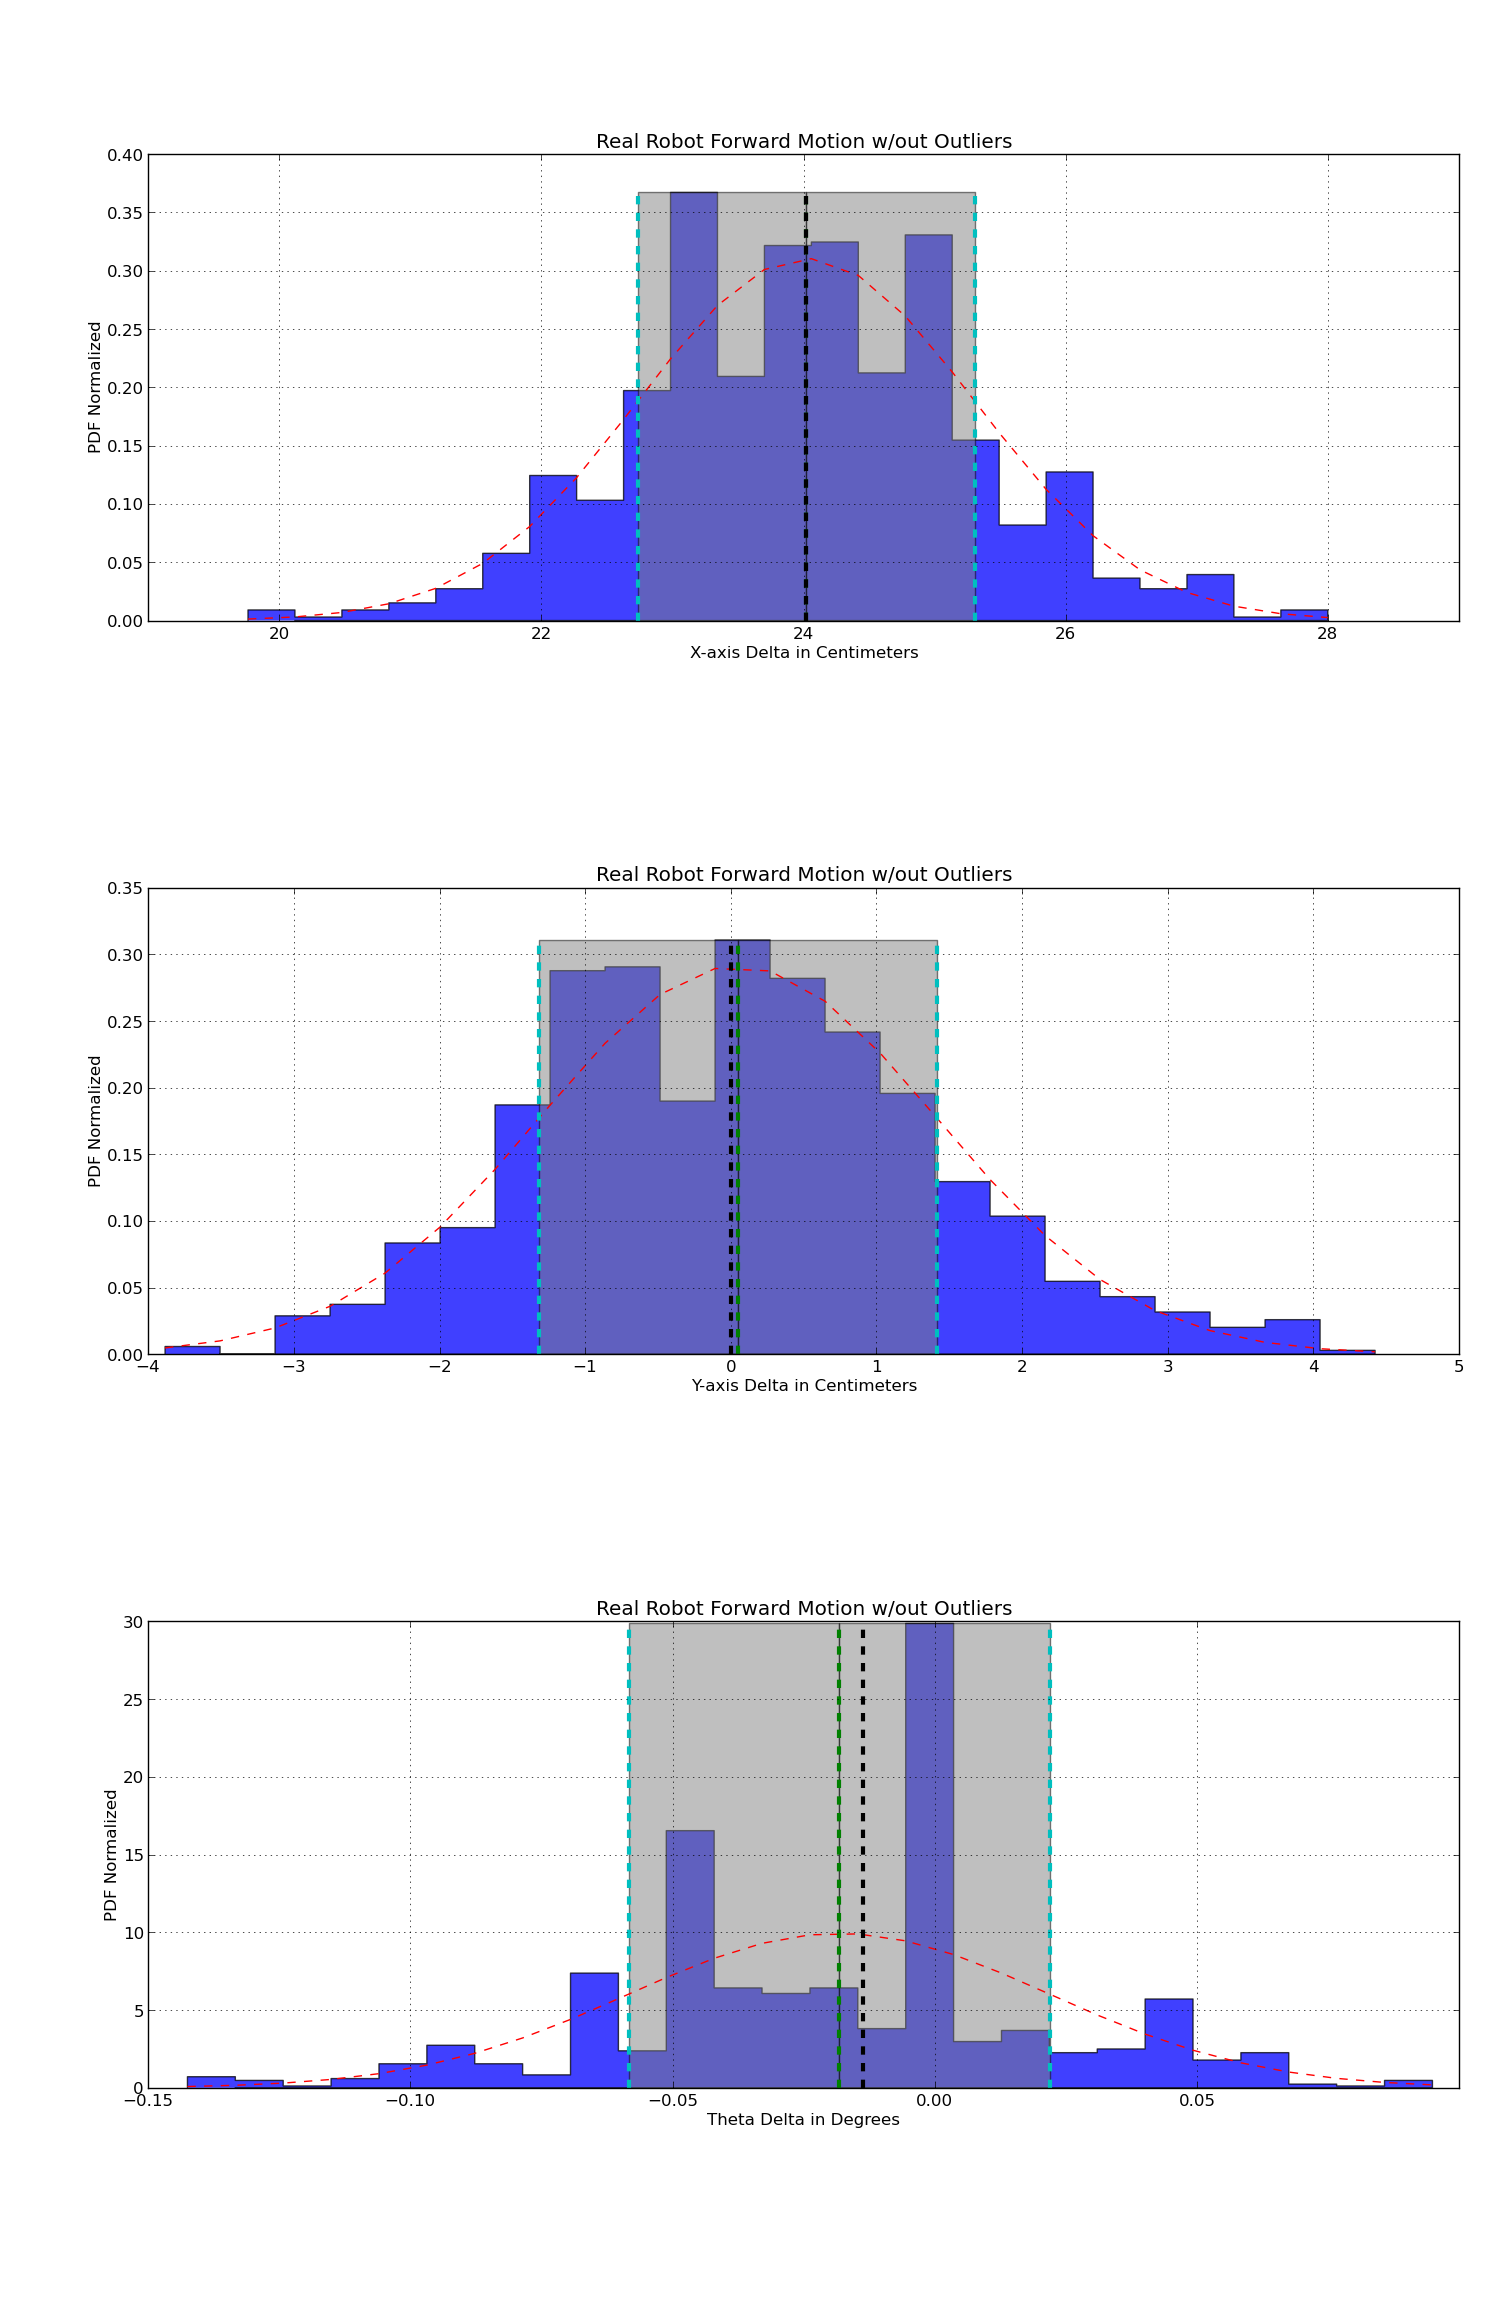 Real Robot Forward Motion w/out Outliers
0.40
0.35
0.30
0.25
0.20
0.15
0.10
0.05
0.00
PDF Normalized
20 22 24 26 28
X-axis Delta in Centimeters
Real Robot Forward Motion w/out Outliers
0.35
0.30
0.25
0.20
0.15
0.10
0.05
0.00
PDF Normalized
−4 −3 −2 −1 0 1 2 3 4 5
Y-axis Delta in Centimeters
Real Robot Forward Motion w/out Outliers
30
25
20
15
10
5
0
PDF Normalized
−0.15 −0.10 −0.05 0.00 0.05
Theta Delta in Degrees